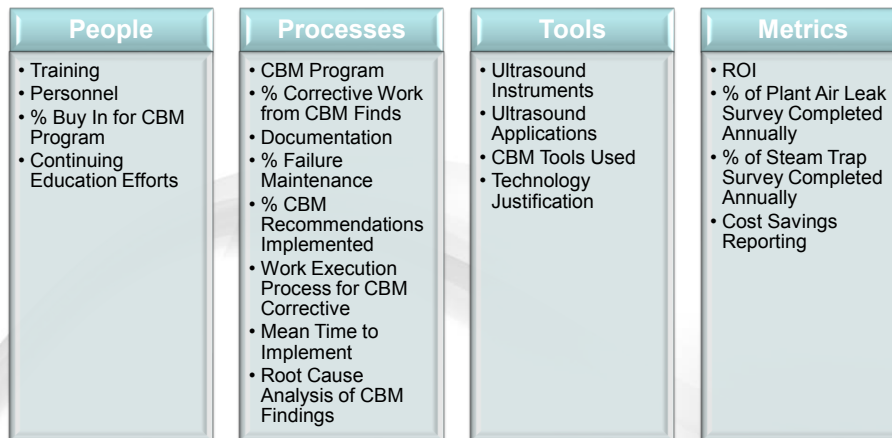 People
• Training
• Personnel
• % Buy In for CBM
Program
• Continuing
Education Efforts
Processes
• CBM Program
• % Corrective Work
from CBM Finds
• Documentation
• % Failure
Maintenance
• % CBM
Recommendations
Implemented
• Work Execution
Process for CBM
Corrective
• Mean Time to
Implement
• Root Cause
Analysis of CBM
Findings
Tools
• Ultrasound
Instruments
• Ultrasound
Applications
• CBM Tools Used
• Technology
Justification
Metrics
• ROI
• % of Plant Air Leak
Survey Completed
Annually
• % of Steam Trap
Survey Completed
Annually
• Cost Savings
Reporting